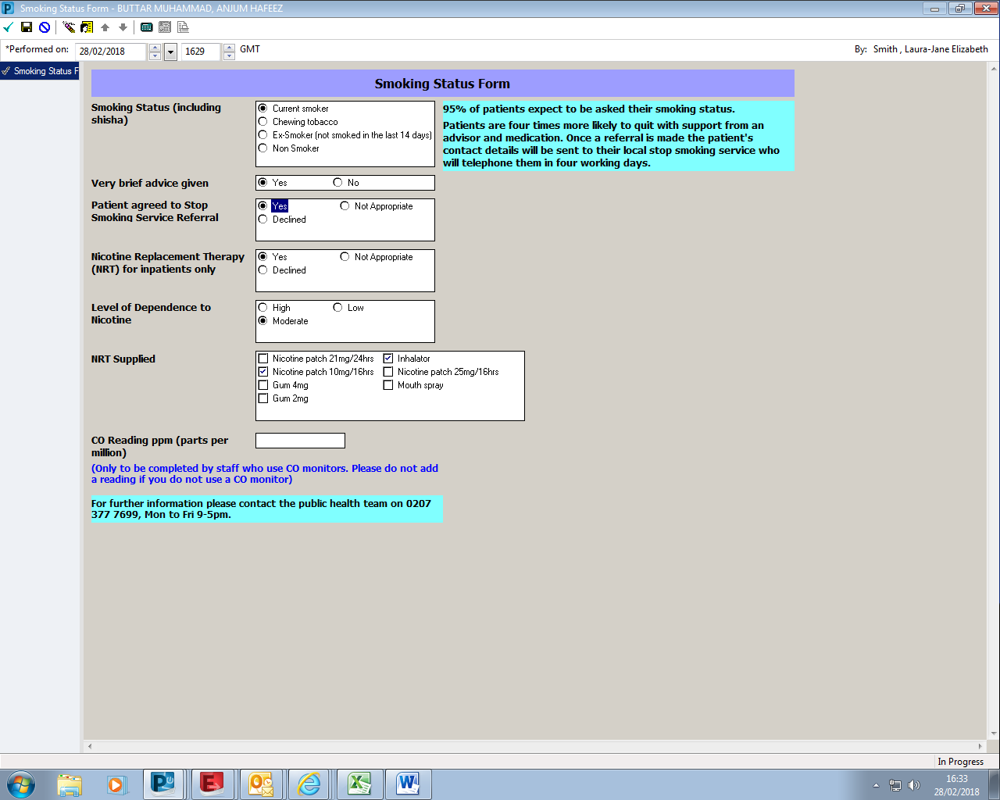 Smoking Status Form - BUTTAR MUHAMMAD, ANJUM HAFEEZ
*Performed on: 28/02/2018 1629 GMT By: Smith , Laura-Jane Elizabeth
Smoking Status F
Smoking Status Form
Smoking Status (including
shisha)
Current smoker
Chewing tobacco
Ex-Smoker (not smoked in the last 14 days)
Non Smoker
95% of patients expect to be asked their smoking status.
Patients are four times more likely to quit with support from an
advisor and medication. Once a referral is made the patient's
contact details will be sent to their local stop smoking service who
will telephone them in four working days.
Very brief advice given
Yes No
Patient agreed to Stop
Smoking Service Referral
Yes Not Appropriate
Declined
Nicotine Replacement Therapy
(NRT) for inpatients only
Yes Not Appropriate
Declined
Level of Dependence to
Nicotine
High Low
Moderate
NRT Supplied
Nicotine patch 21mg/24hrs Inhalator
Nicotine patch 10mg/16hrs Nicotine patch 25mg/16hrs
Gum 4mg Mouth spray
Gum 2mg
CO Reading ppm (parts per
million)
(Only to be completed by staff who use CO monitors. Please do not add
a reading if you do not use a CO monitor)
For further information please contact the public health team on 0207
377 7699, Mon to Fri 9-5pm.
In Progress
16:33
28/02/2018